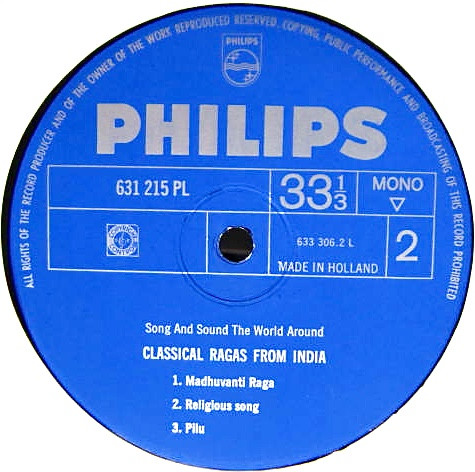 ALL RIGHTS OF THE RECORD PRODUCER AND OF THE OWNER OF THE WORK REPRODUCED RESERVED. COPYING, PUBLIC PERFORMANCE AND BROADCASTING OF THIS RECORD PROHIBITED
PHILIPS
PHILIPS
631 215 PL
33 1/3
MONO
633 306.2 L
2
MADE IN HOLLAND
Song And Sound The World Around
CLASSICAL RAGAS FROM INDIA
1. Madhuvanti Raga
2. Religious song
3. Pilu